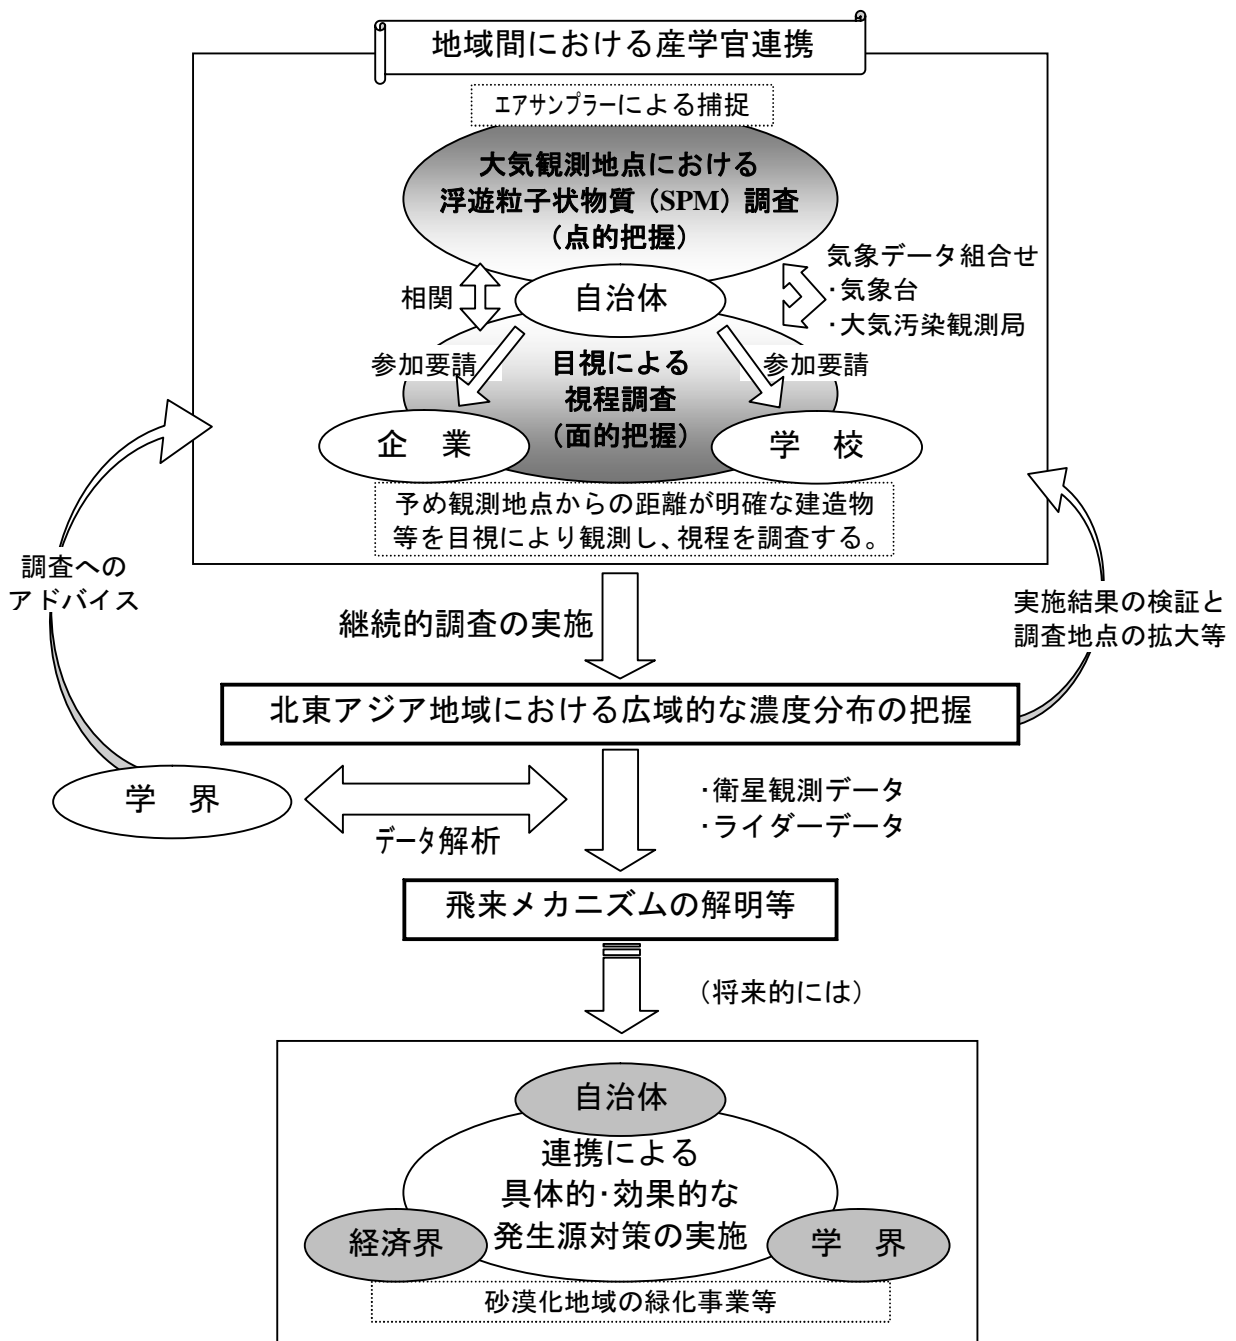 地域間における産学官連携
エアサンプラーによる捕捉
大気観測地点における
浮遊粒子状物質（SPM）調査
（点的把握）
気象データ組合せ
・気象台
・大気汚染観測局
相関
自治体
参加要請
目視による
視程調査
（面的把握）
参加要請
企　業
学　校
予め観測地点からの距離が明確な建造物
等を目視により観測し、視程を調査する。
調査への
アドバイス
実施結果の検証と
調査地点の拡大等
継続的調査の実施
北東アジア地域における広域的な濃度分布の把握
学　界
データ解析
・衛星観測データ
・ライダーデータ
飛来メカニズムの解明等
（将来的には）
自治体
連携による
具体的・効果的な
発生源対策の実施
経済界
学　界
砂漠化地域の緑化事業等